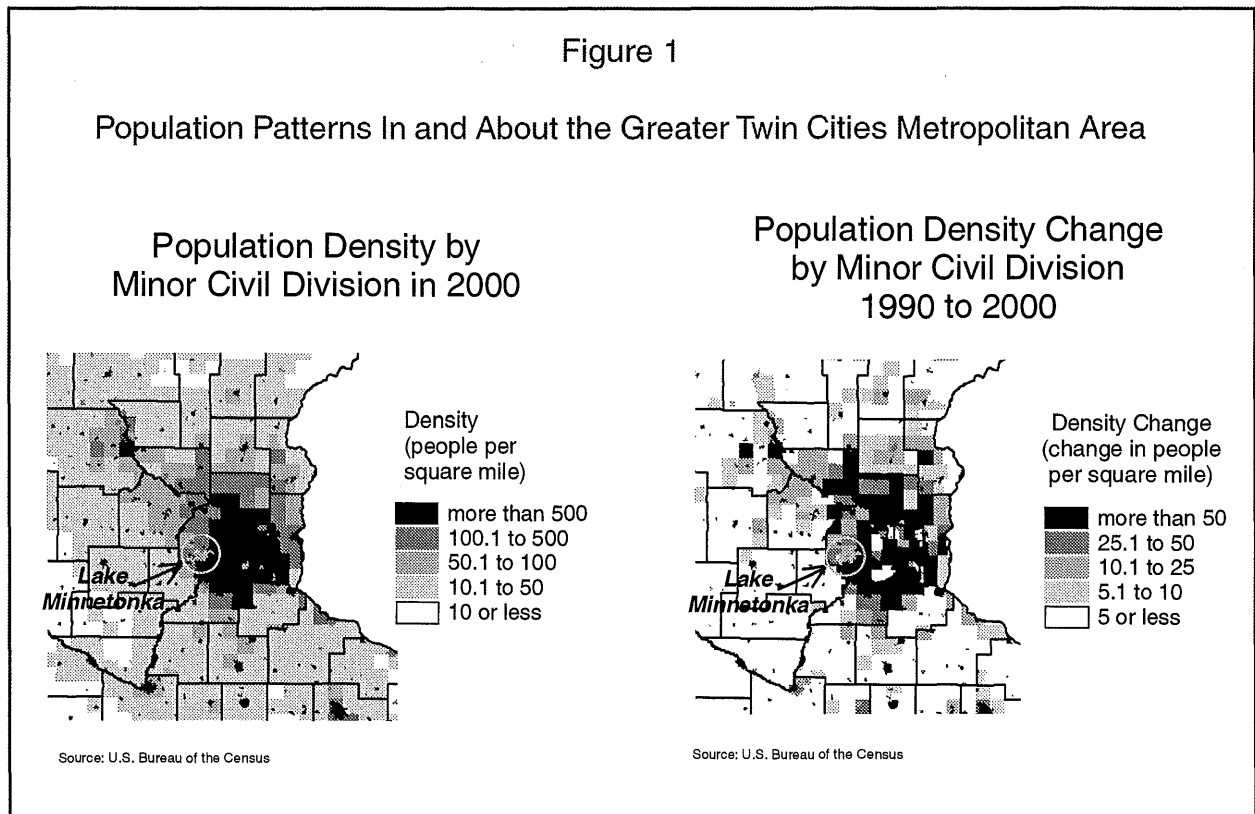 Figure 1
Population Patterns In and About the Greater Twin Cities Metropolitan Area
Population Density by
Minor Civil Division in 2000
Density
(people per
square mile)
more than 500
100.1 to 500
50.1 to 100
10.1 to 50
10 or less
Lake
Minnetonka
Source: U.S. Bureau of the Census
Population Density Change
by Minor Civil Division
1990 to 2000
Density Change
(change in people
per square mile)
more than 50
25.1 to 50
10.1 to 25
5.1 to 10
5 or less
Lake
Minnetonka
Source: U.S. Bureau of the Census